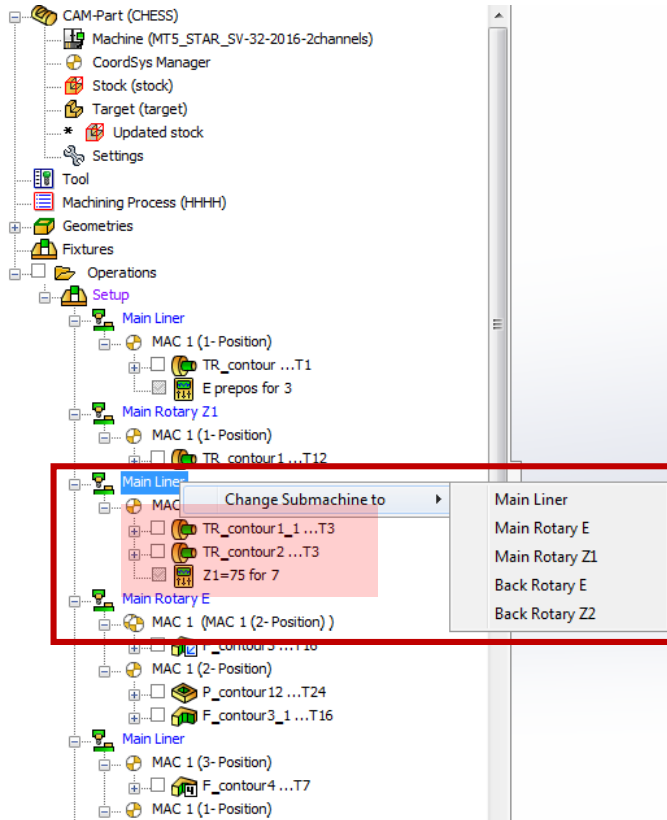 CAM-Part (CHESS)
Machine (MT5_STAR_SV-32-2016-2channels)
CoordSys Manager
Stock (stock)
Target (target)
* Updated stock
Settings
Tool
Machining Process (HHHH)
Geometries
Fixtures
Operations
Setup
Main Liner
MAC 1 (1- Position)
TR_contour ...T1
E prepos for 3
Main Rotary Z1
MAC 1 (1- Position)
TR_contour1 ...T12
Main Liner
Change Submachine to
Main Liner
Main Rotary E
Main Rotary Z1
Back Rotary E
Back Rotary Z2
MAC
TR_contour1_1 ...T3
TR_contour2 ...T3
Z1=75 for 7
Main Rotary E
MAC 1 (MAC 1 (2- Position) )
F_contour3 ...T16
MAC 1 (2- Position)
P_contour12 ...T24
F_contour3_1 ...T16
Main Liner
MAC 1 (3- Position)
F_contour4 ...T7
MAC 1 (1- Position)